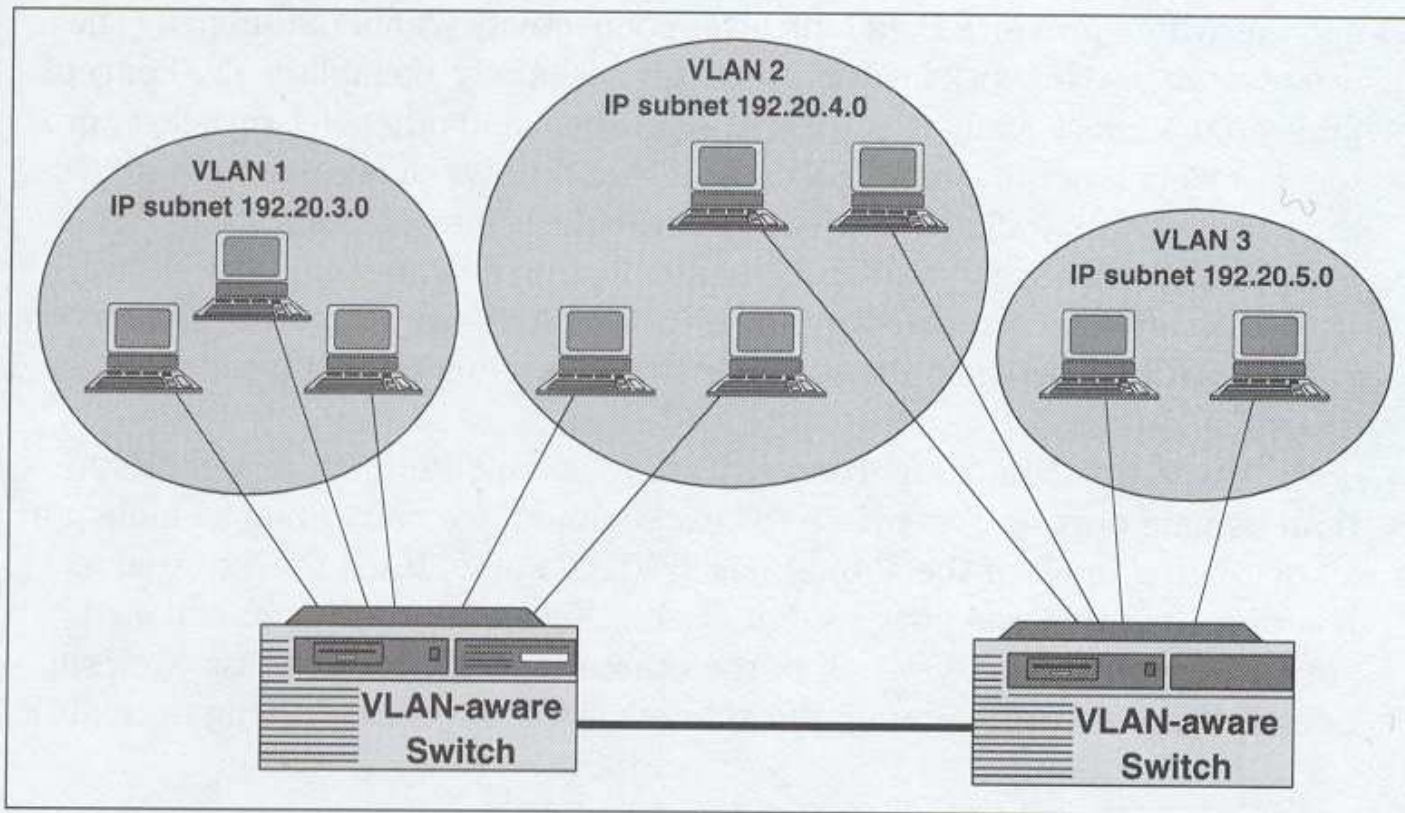 VLAN 1
IP subnet 192.20.3.0
VLAN 2
IP subnet 192.20.4.0
VLAN 3
IP subnet 192.20.5.0
VLAN-aware
Switch
VLAN-aware
Switch